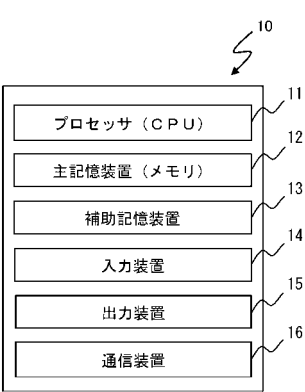 10
プロセッサ(CPU) 11
主記憶装置(メモリ) 12
補助記憶装置 13
入力装置 14
出力装置 15
通信装置 16